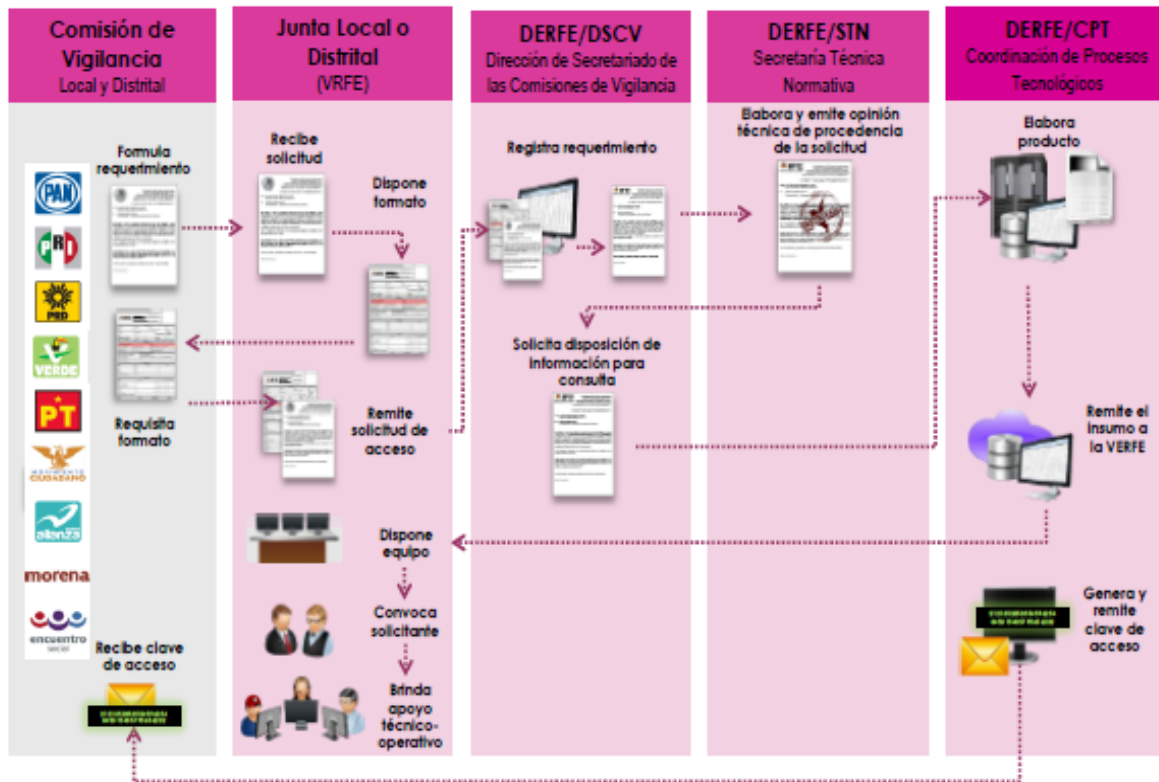 Comisión de
Vigilancia
Local y Distrital
Junta Local o
Distrital
(VRFE)
DERFE/DSCV
Dirección de Secretariado de
las Comisiones de Vigilancia
DERFE/STN
Secretaría Técnica
Normativa
DERFE/CPT
Coordinación de Procesos
Tecnológicos
Formula
requerimiento
PAN
PRI
PRD
VERDE
PT
MOVIMIENTO
CIUDADANO
alianza
morena
encuentro
social
Requisita
formato
Recibe clave
de acceso
Recibe
solicitud
Dispone
formato
Remite
solicitud de
acceso
Dispone
equipo
Convoca
solicitante
Brinda
apoyo
técnico-
operativo
Registra requerimiento
Solicita disposición de
información para
consulta
Elabora y emite opinión
técnica de procedencia
de la solicitud
Elabora
producto
Remite el
insumo a
la VERFE
Genera y
remite
clave de
acceso